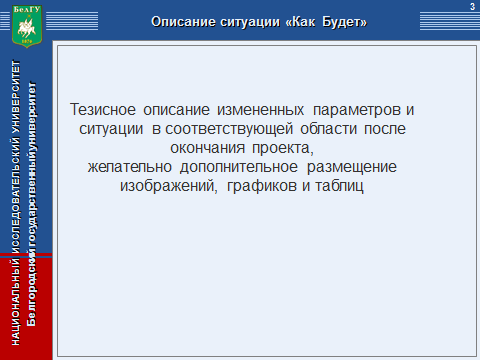 БелГУ
1876
Описание ситуации «Как Будет»
3
НАЦИОНАЛЬНЫЙ ИССЛЕДОВАТЕЛЬСКИЙ УНИВЕРСИТЕТ
Белгородский государственный университет
Тезисное описание измененных параметров и
ситуации в соответствующей области после
окончания проекта,
желательно дополнительное размещение
изображений, графиков и таблиц